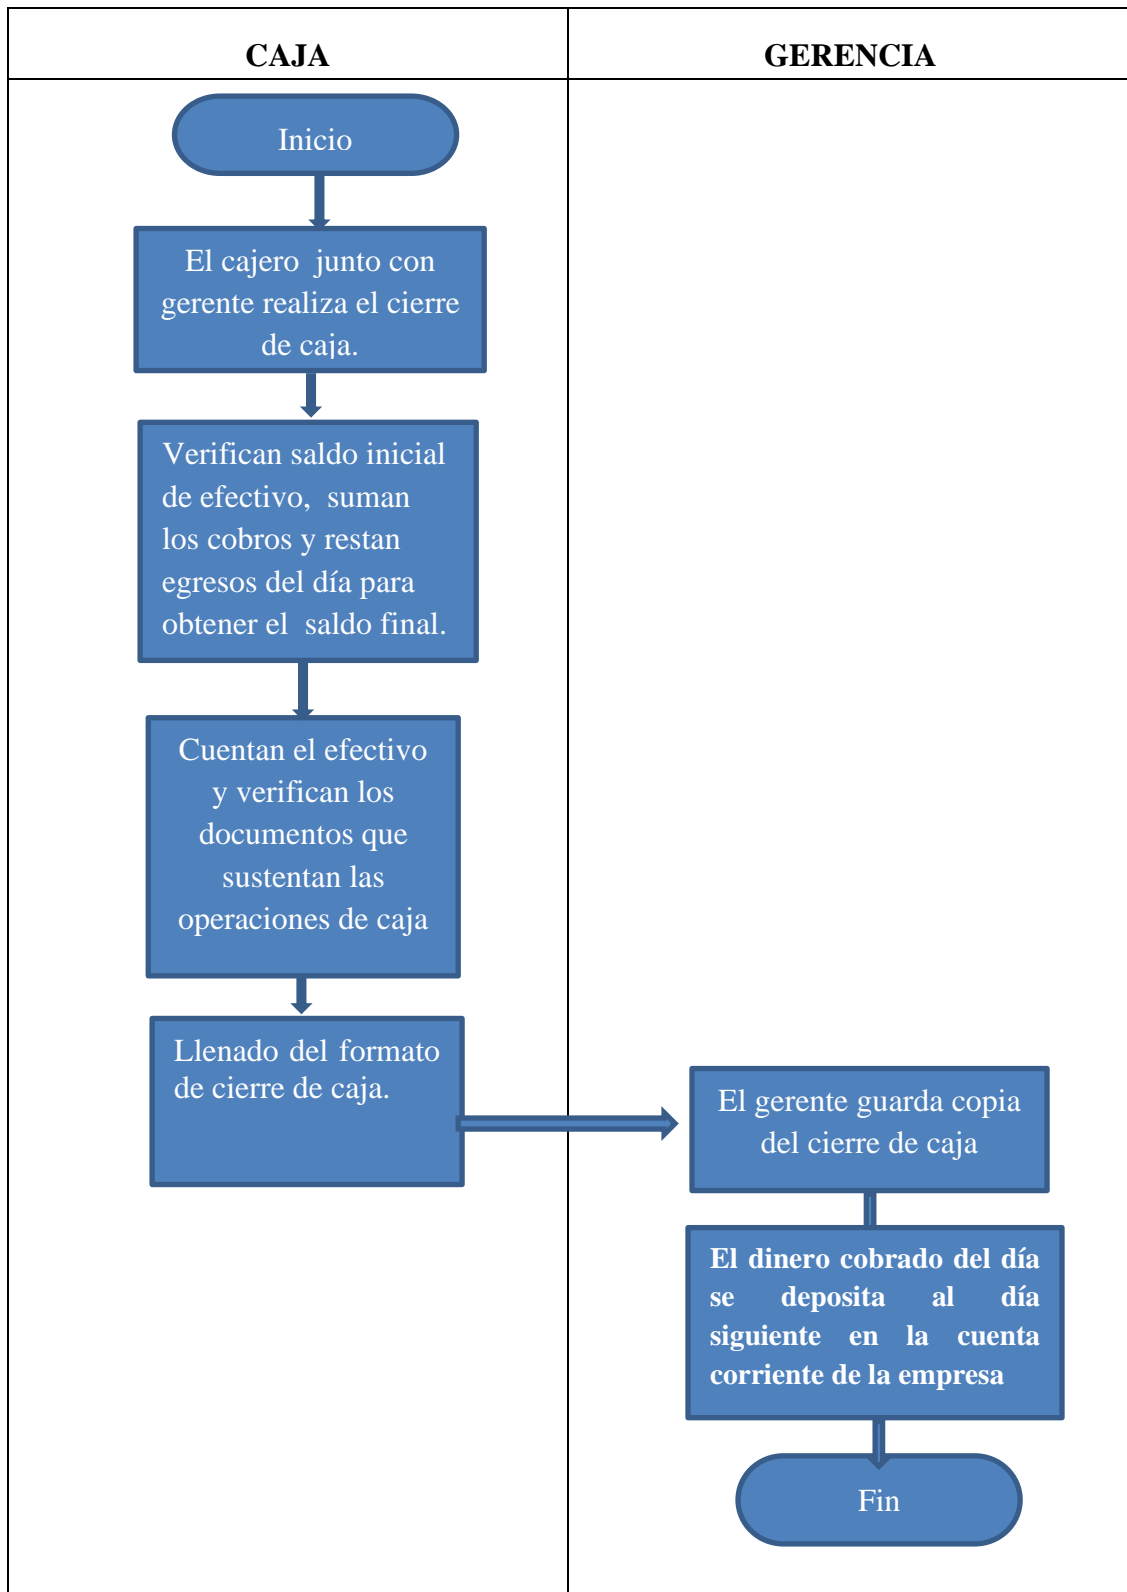 CAJA
GERENCIA
Inicio
El cajero junto con
gerente realiza el cierre
de caja.
Verifican saldo inicial
de efectivo, suman
los cobros y restan
egresos del día para
obtener el saldo final.
Cuentan el efectivo
y verifican los
documentos que
sustentan las
operaciones de caja
Llenado del formato
de cierre de caja.
El gerente guarda copia
del cierre de caja
El dinero cobrado del día
se deposita al día
siguiente en la cuenta
corriente de la empresa
Fin